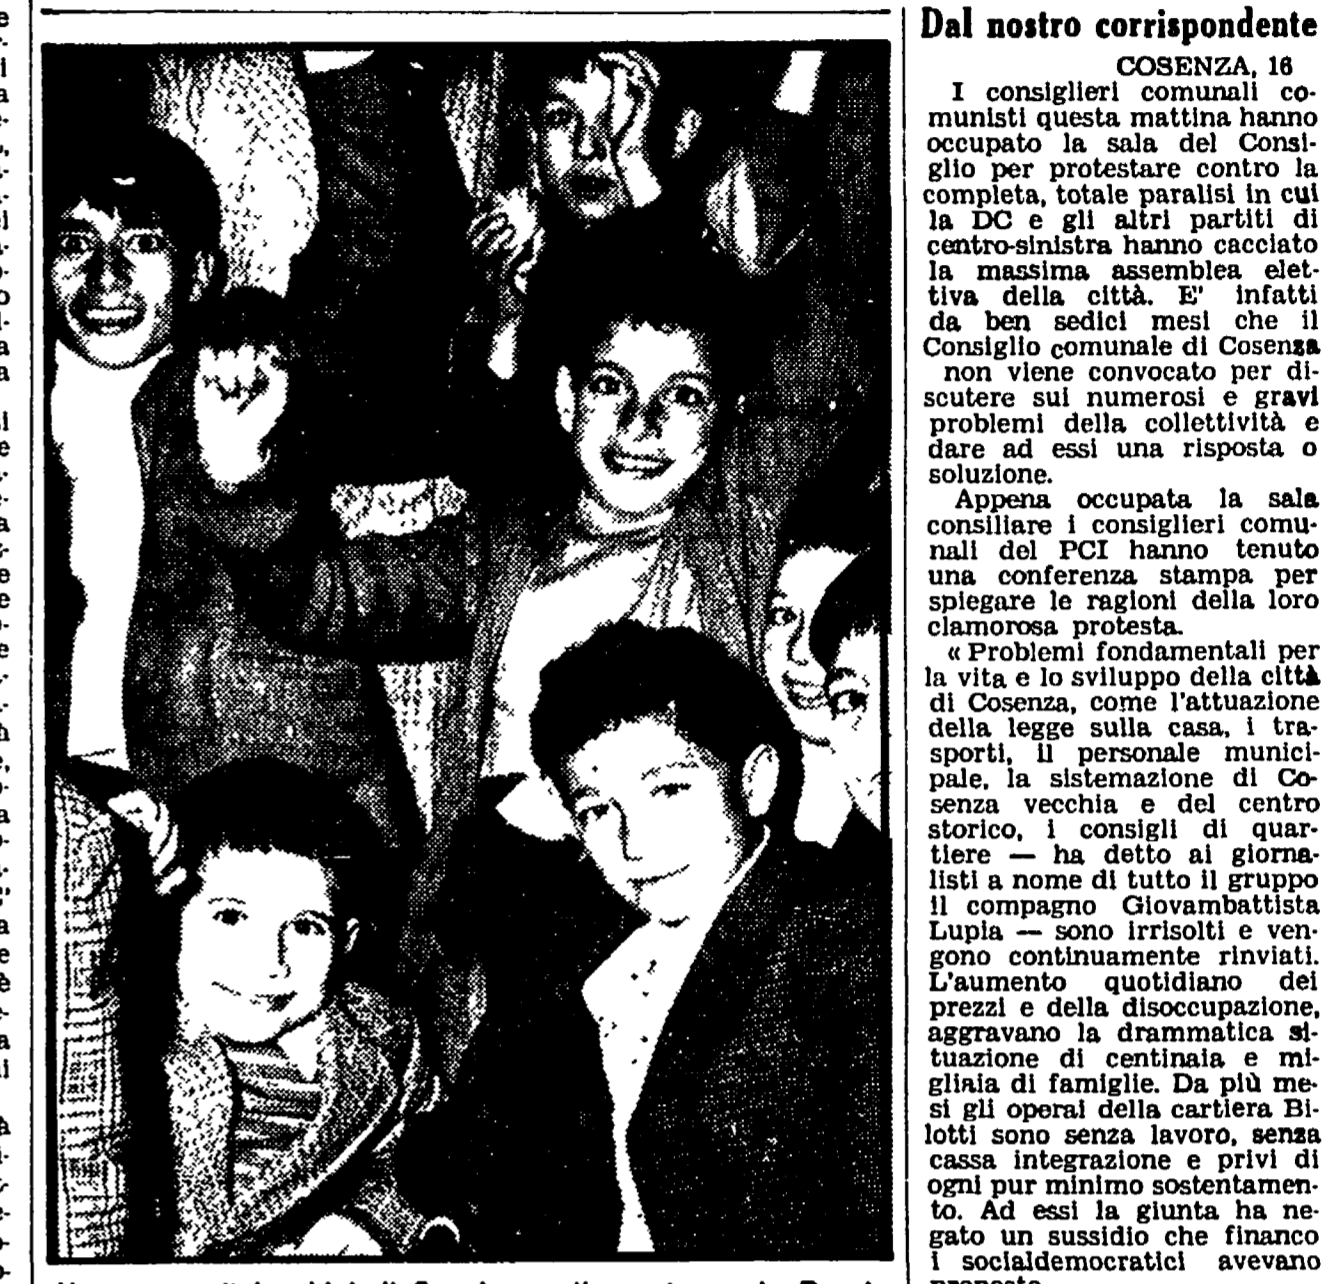 Dal nostro corrispondente
COSENZA, 16
I consiglieri comunali co-
munisti questa mattina hanno
occupato la sala del Consi-
glio per protestare contro la
completa, totale paralisi in cui
la DC e gli altri partiti di
centro-sinistra hanno cacciato
la massima assemblea elet-
tiva della città. E" infatti
da ben sedici mesi che il
Consiglio comunale di Cosenza
non viene convocato per di-
scutere sui numerosi e gravi
problemi della collettività e
dare ad essi una risposta o
soluzione.
Appena occupata la sala
consiliare i consiglieri comu-
nali del PCI hanno tenuto
una conferenza stampa per
spiegare le ragioni della loro
clamorosa protesta.
« Problemi fondamentali per
la vita e lo sviluppo della città
di Cosenza, come l'attuazione
della legge sulla casa, i tra-
sporti, il personale munici-
pale, la sistemazione di Co-
senza vecchia e del centro
storico, i consigli di quar-
tiere — ha detto ai giorna-
listi a nome di tutto il gruppo
il compagno Giovambattista
Lupia — sono irrisolti e ven-
gono continuamente rinviati.
L'aumento quotidiano dei
prezzi e della disoccupazione,
aggravano la drammatica si-
tuazione di centinaia e mi-
gliaia di famiglie. Da più me-
si gli operai della cartiera Bi-
lotti sono senza lavoro, senza
cassa integrazione e privi di
ogni pur minimo sostentamen-
to. Ad essi la giunta ha ne-
gato un sussidio che financo
i socialdemocratici avevano